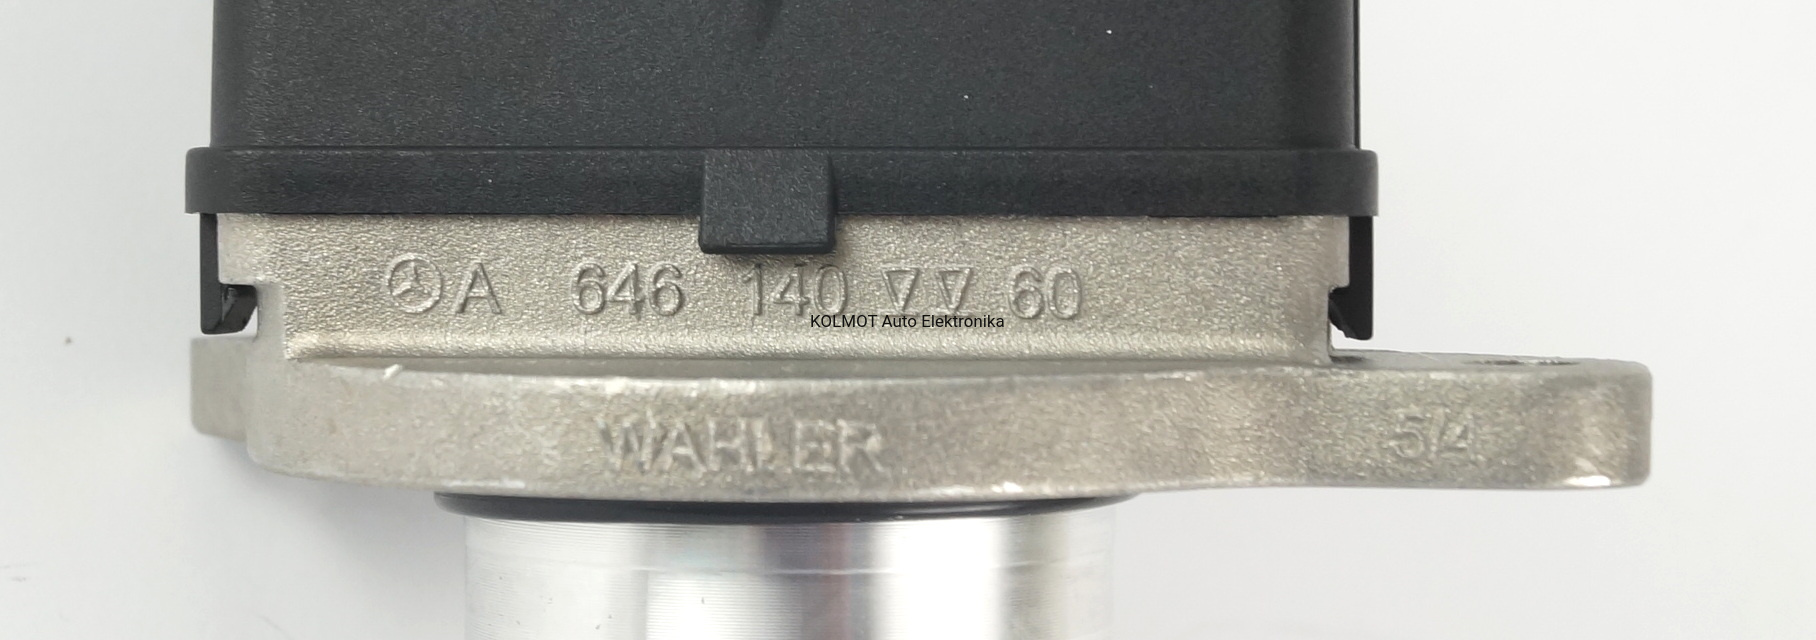 A 646 140 ▽▽ 60
KOLMOT Auto Elektronika
WAHLER 5/4